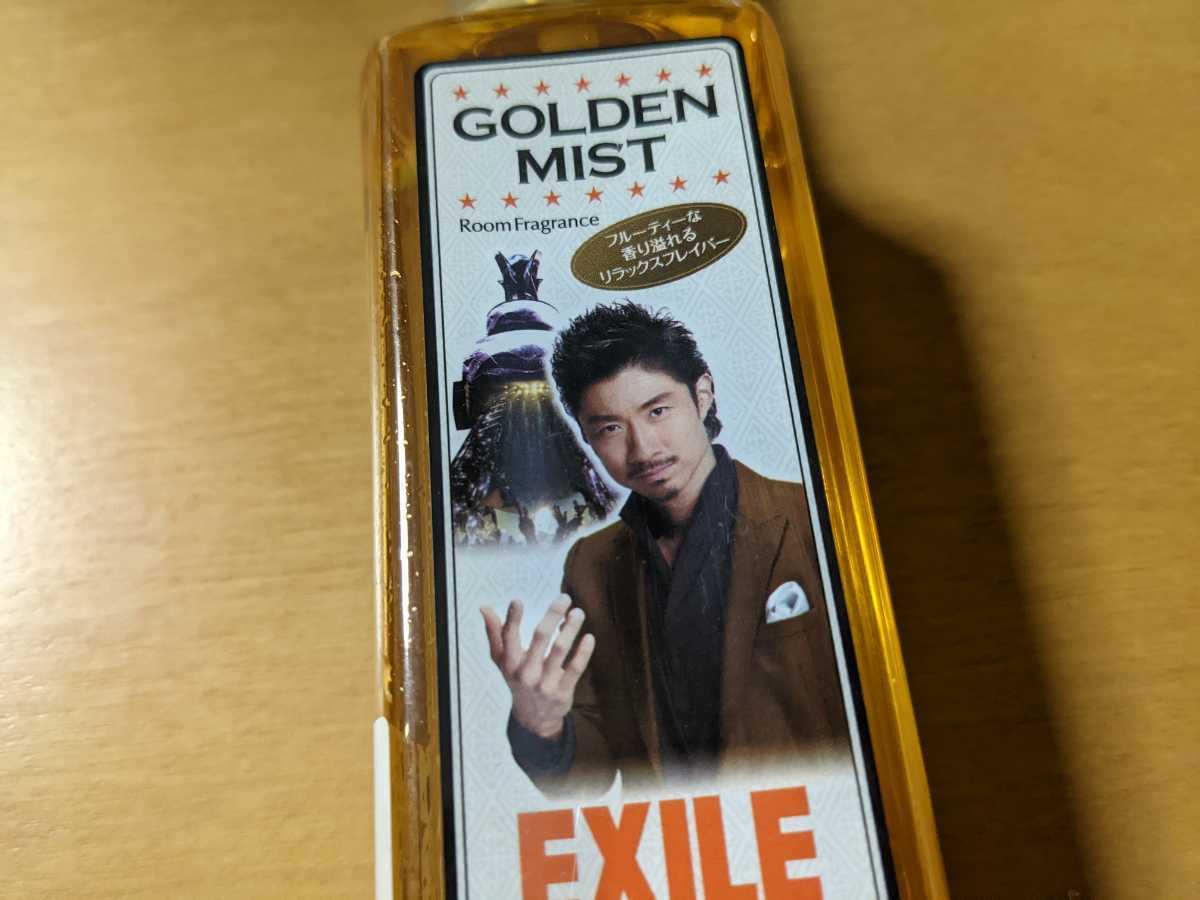 GOLDEN
MIST
Room Fragrance
フルーティーな
香り溢れる
リラックスフレイバー
EXILE